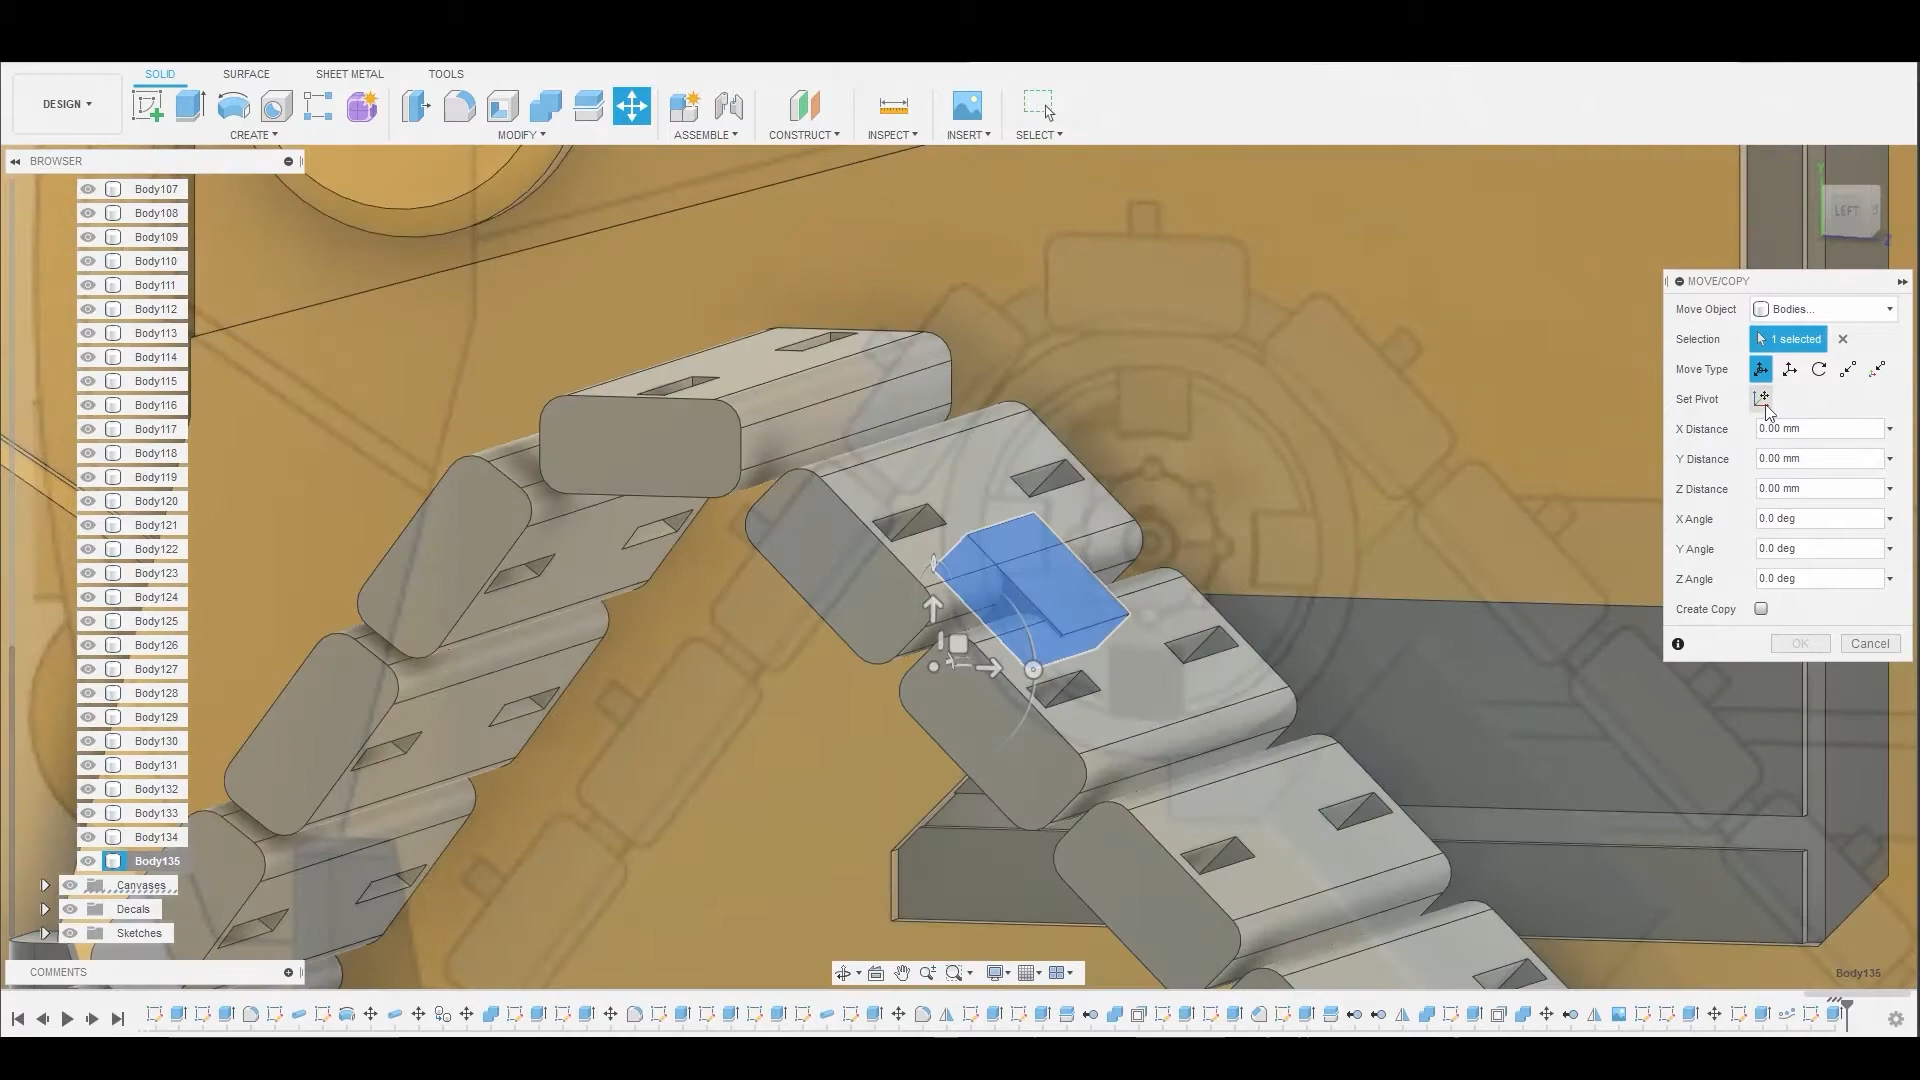 SOLID SURFACE SHEET METAL TOOLS
DESIGN
CREATE MODIFY ASSEMBLE CONSTRUCT INSPECT INSERT SELECT
BROWSER
Body107
Body108
Body109
Body110
Body111
Body112
Body113
Body114
Body115
Body116
Body117
Body118
Body119
Body120
Body121
Body122
Body123
Body124
Body125
Body126
Body127
Body128
Body129
Body130
Body131
Body132
Body133
Body134
Body135
Canvases
Decals
Sketches
COMMENTS
Y
LEFT
Z
MOVE/COPY
Move Object Bodies...
Selection 1 selected
Move Type
Set Pivot
X Distance 0.00 mm
Y Distance 0.00 mm
Z Distance 0.00 mm
X Angle 0.0 deg
Y Angle 0.0 deg
Z Angle 0.0 deg
Create Copy
OK Cancel
Body135